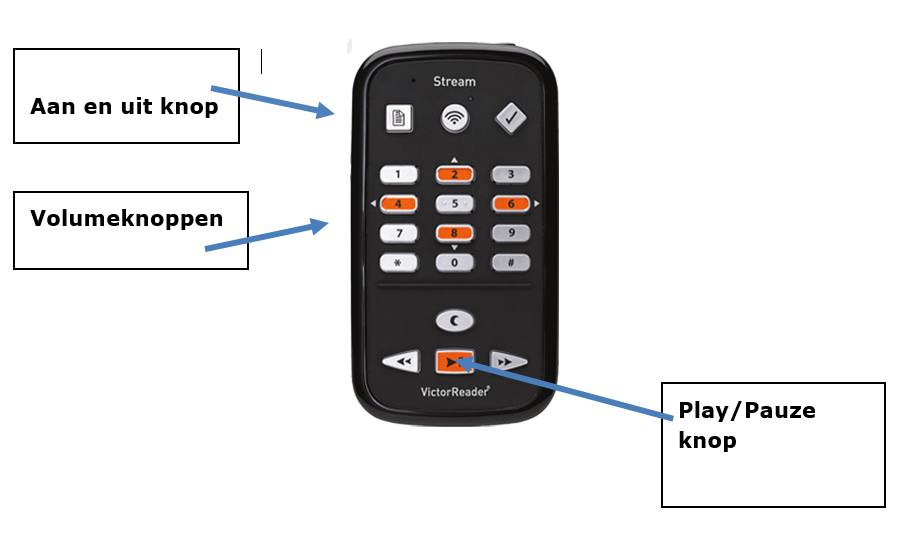 Aan en uit knop
Volumeknoppen
Stream
1 2 3
4 5 6
7 8 9
* 0 #
VictorReader
Play/Pauze
knop